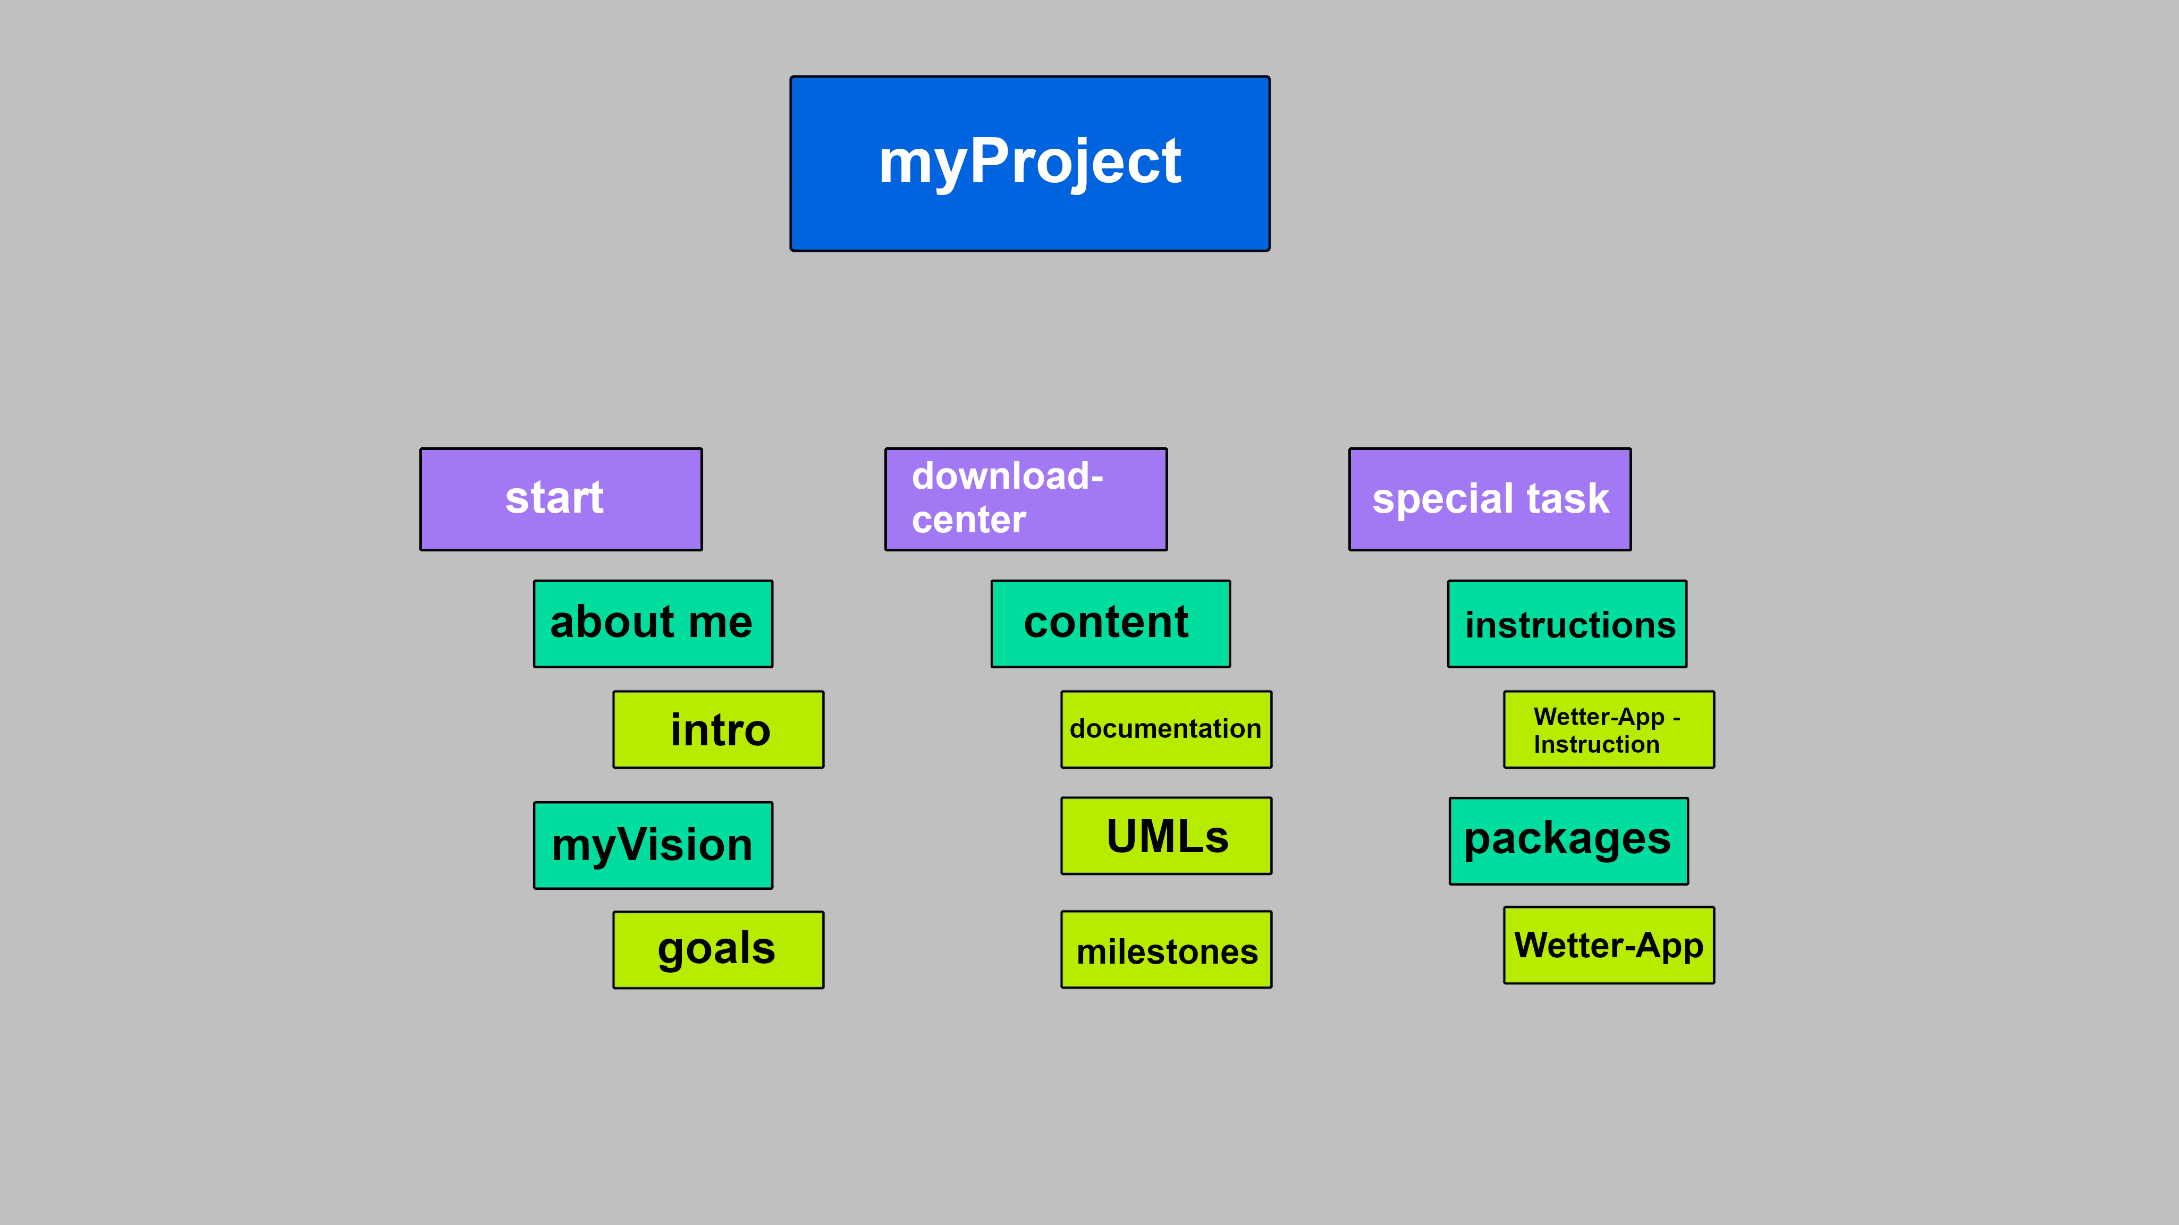 myProject
start
about me
intro
myVision
goals
download-
center
content
documentation
UMLs
milestones
special task
instructions
Wetter-App -
Instruction
packages
Wetter-App